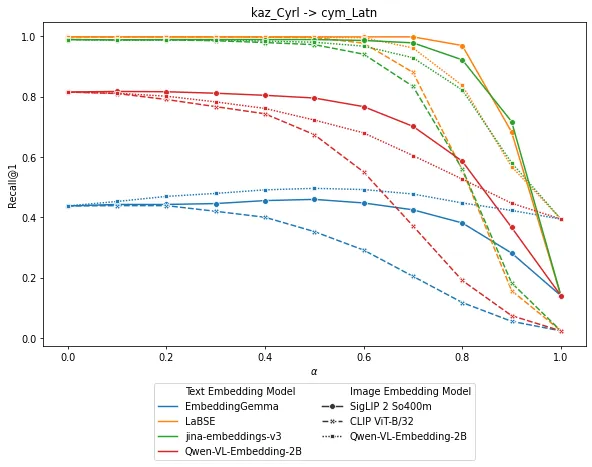 kaz_Cyrl -> cym_Latn
Recall@1
1.0
0.8
0.6
0.4
0.2
0.0
0.0 0.2 0.4 0.6 0.8 1.0
α
Text Embedding Model
EmbeddingGemma
LaBSE
jina-embeddings-v3
Qwen-VL-Embedding-2B
Image Embedding Model
SigLIP 2 So400m
CLIP ViT-B/32
Qwen-VL-Embedding-2B